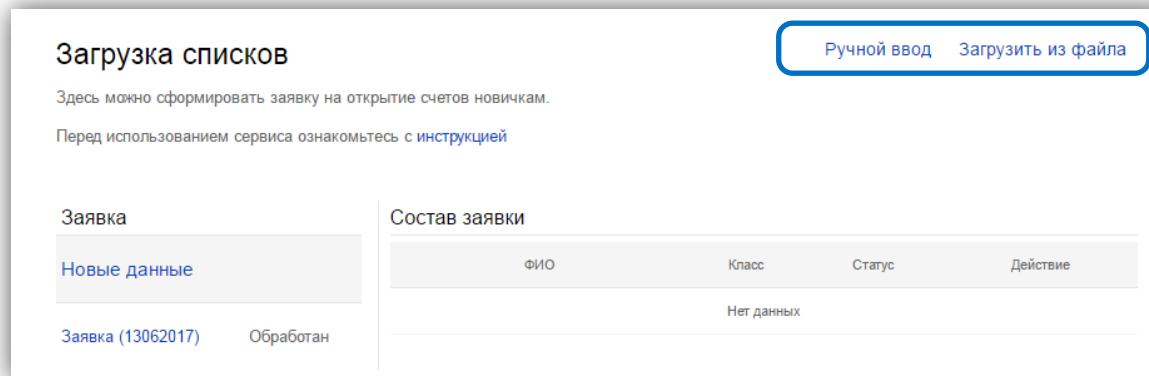 Загрузка списков
Ручной ввод Загрузить из файла
Здесь можно сформировать заявку на открытие счетов новичкам.
Перед использованием сервиса ознакомьтесь с инструкцией
Заявка
Новые данные
Заявка (13062017) Обработан
Состав заявки
ФИО Класс Статус Действие
Нет данных